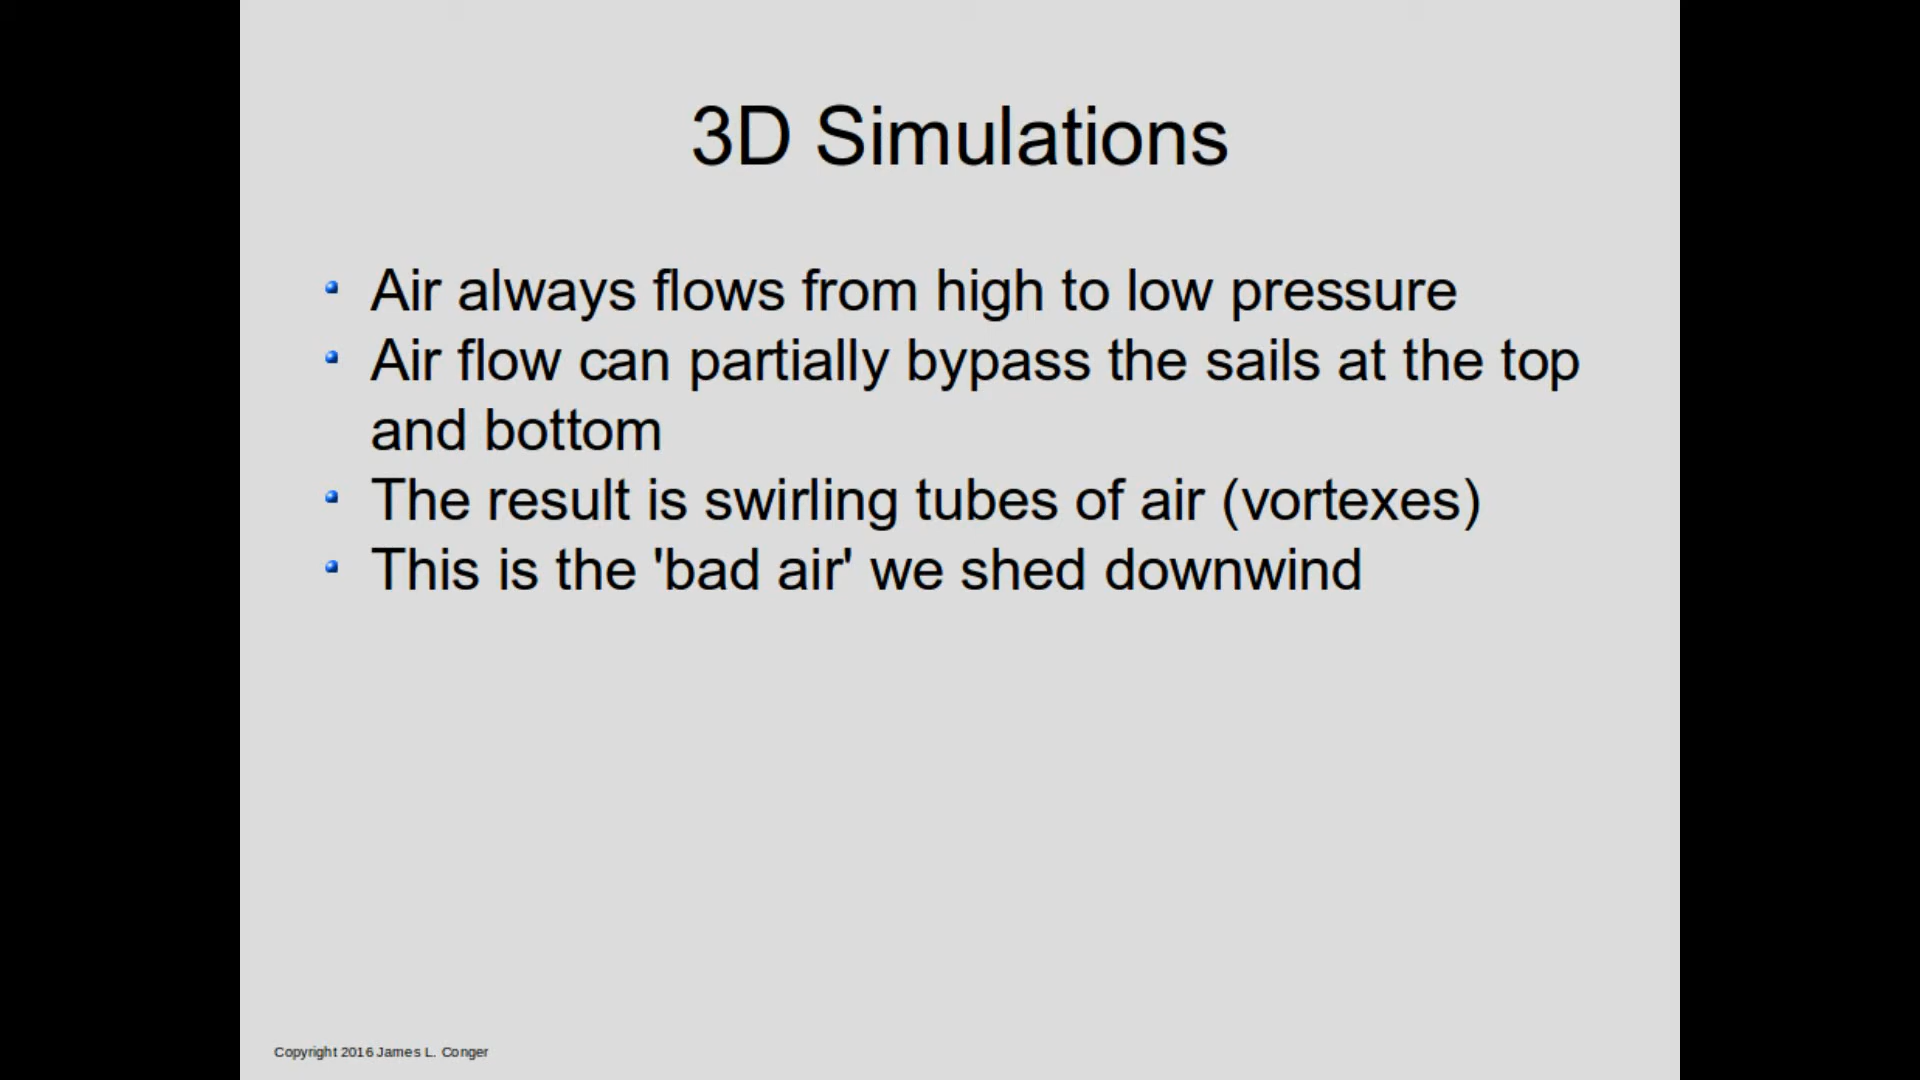 3D Simulations
Air always flows from high to low pressure
Air flow can partially bypass the sails at the top
and bottom
The result is swirling tubes of air (vortexes)
This is the 'bad air' we shed downwind
Copyright 2016 James L. Conger